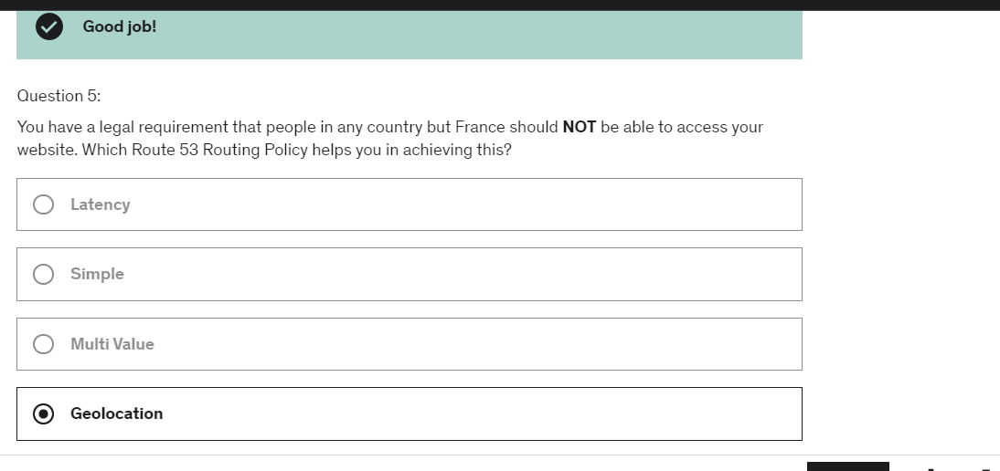 Good job!
Question 5:
You have a legal requirement that people in any country but France should NOT be able to access your
website. Which Route 53 Routing Policy helps you in achieving this?
Latency
Simple
Multi Value
Geolocation